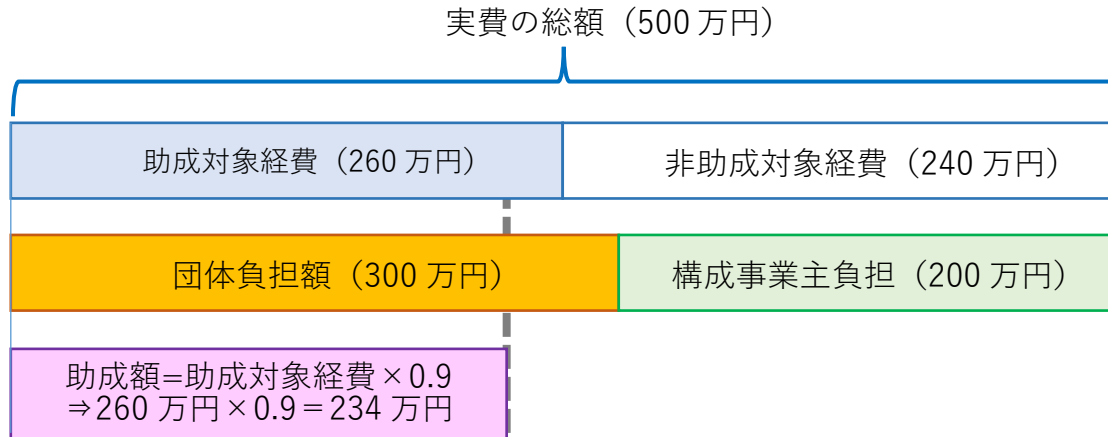 実費の総額（500 万円）
助成対象経費（260 万円）
非助成対象経費（240 万円）
団体負担額（300 万円）
構成事業主負担（200 万円）
助成額=助成対象経費×0.9
⇒260 万円×0.9＝234 万円